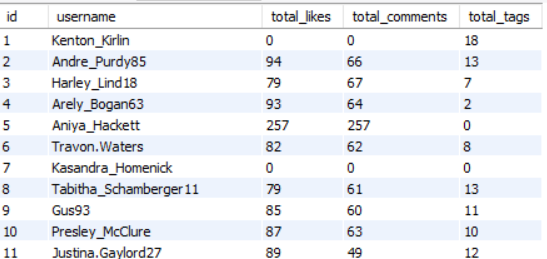 id username total_likes total_comments total_tags
1 Kenton_Kirlin 0 0 18
2 Andre_Purdy85 94 66 13
3 Harley_Lind18 79 67 7
4 Arely_Bogan63 93 64 2
5 Aniya_Hackett 257 257 0
6 Travon.Waters 82 62 8
7 Kasandra_Homenick 0 0 0
8 Tabitha_Schamberger11 79 61 13
9 Gus93 85 60 11
10 Presley_McClure 87 63 10
11 Justina.Gaylord27 89 49 12